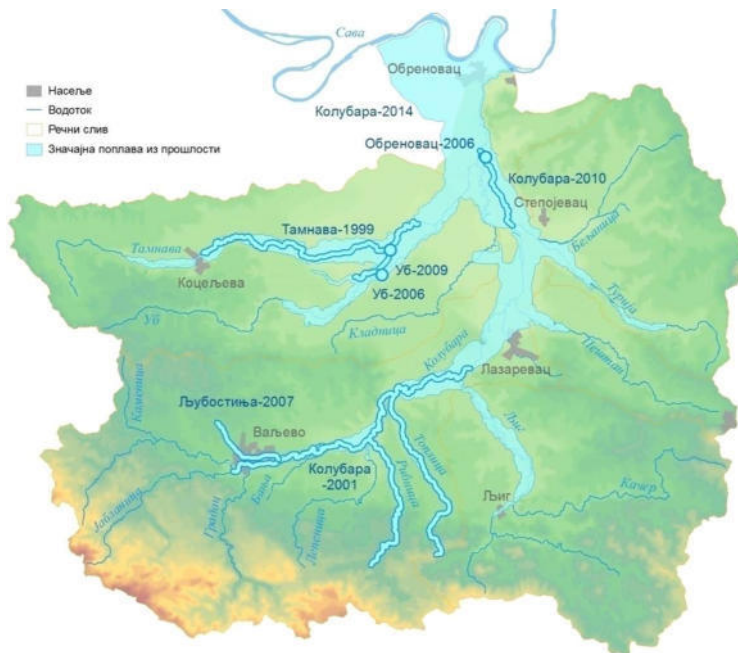 Сава
Обреновац
Насеље
Водоток
Речни слив
Значајна поплава из прошлости
Колубара-2014
Обреновац-2006
Колубара-2010
Степојевац
Бељаница
Тамнава-1999
Тамнава
Коцељева
Уб-2009
Уб-2006
Турија
Уб
Кладница
Колубара
Пештан
Лазаревац
Каменица
Љубостиња-2007
Ваљево
Љиг
Топлица
Рибница
Колубара
-2001
Јабланица
Градац
Бања
Лепеница
Качер
Љиг